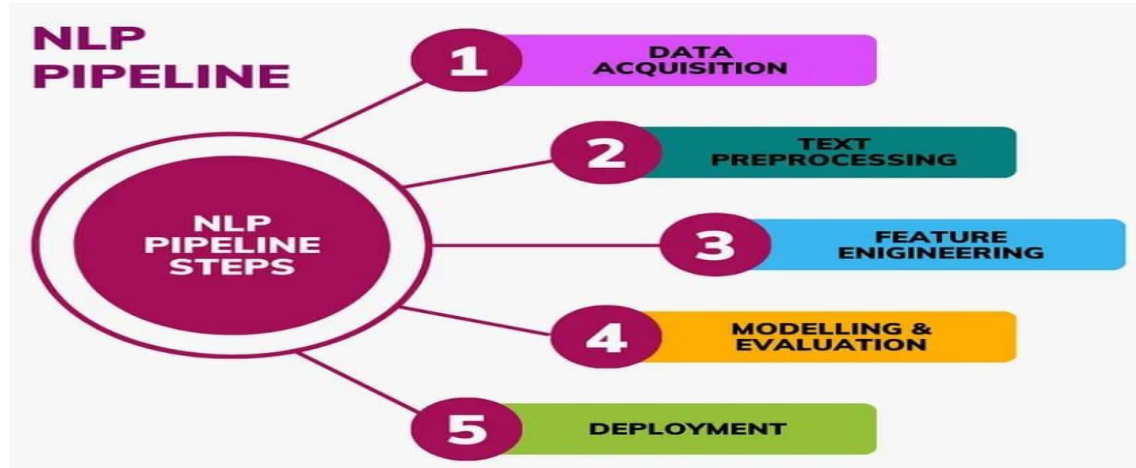 NLP
PIPELINE
1
DATA
ACQUISITION
2
TEXT
PREPROCESSING
NLP
PIPELINE
STEPS
3
FEATURE
ENIGINEERING
4
MODELLING &
EVALUATION
5
DEPLOYMENT